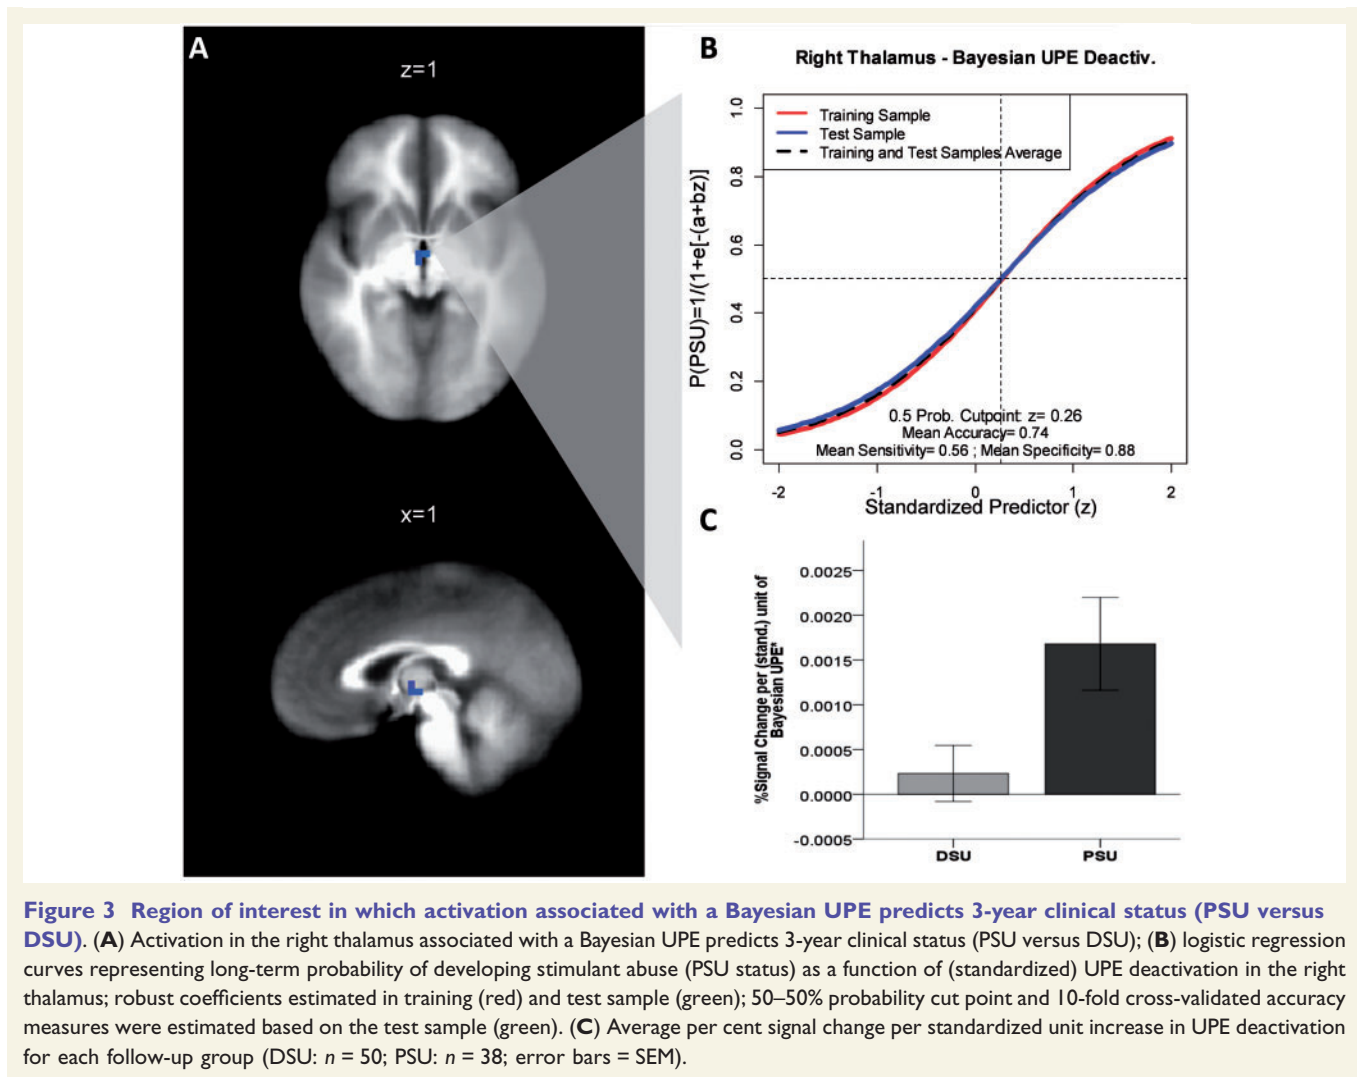 A
z=1
x=1
B
Right Thalamus - Bayesian UPE Deactiv.
Training Sample
Test Sample
Training and Test Samples Average
P(PSU)=1/(1+e[-(a+bz)]
1.0
0.8
0.6
0.4
0.2
0.0
0.5 Prob. Cutpoint: z= 0.26
Mean Accuracy= 0.74
Mean Sensitivity= 0.56 ; Mean Specificity= 0.88
-2 -1 0 1 2
Standardized Predictor (z)
C
%Signal Change per (stand.) unit of
Bayesian UPE"
0.0025
0.0020
0.0015
0.0010
0.0005
0.0000
-0.0005
DSU PSU
Figure 3 Region of interest in which activation associated with a Bayesian UPE predicts 3-year clinical status (PSU versus
DSU). (A) Activation in the right thalamus associated with a Bayesian UPE predicts 3-year clinical status (PSU versus DSU); (B) logistic regression
curves representing long-term probability of developing stimulant abuse (PSU status) as a function of (standardized) UPE deactivation in the right
thalamus; robust coefficients estimated in training (red) and test sample (green); 50–50% probability cut point and 10-fold cross-validated accuracy
measures were estimated based on the test sample (green). (C) Average per cent signal change per standardized unit increase in UPE deactivation
for each follow-up group (DSU: n = 50; PSU: n = 38; error bars = SEM).